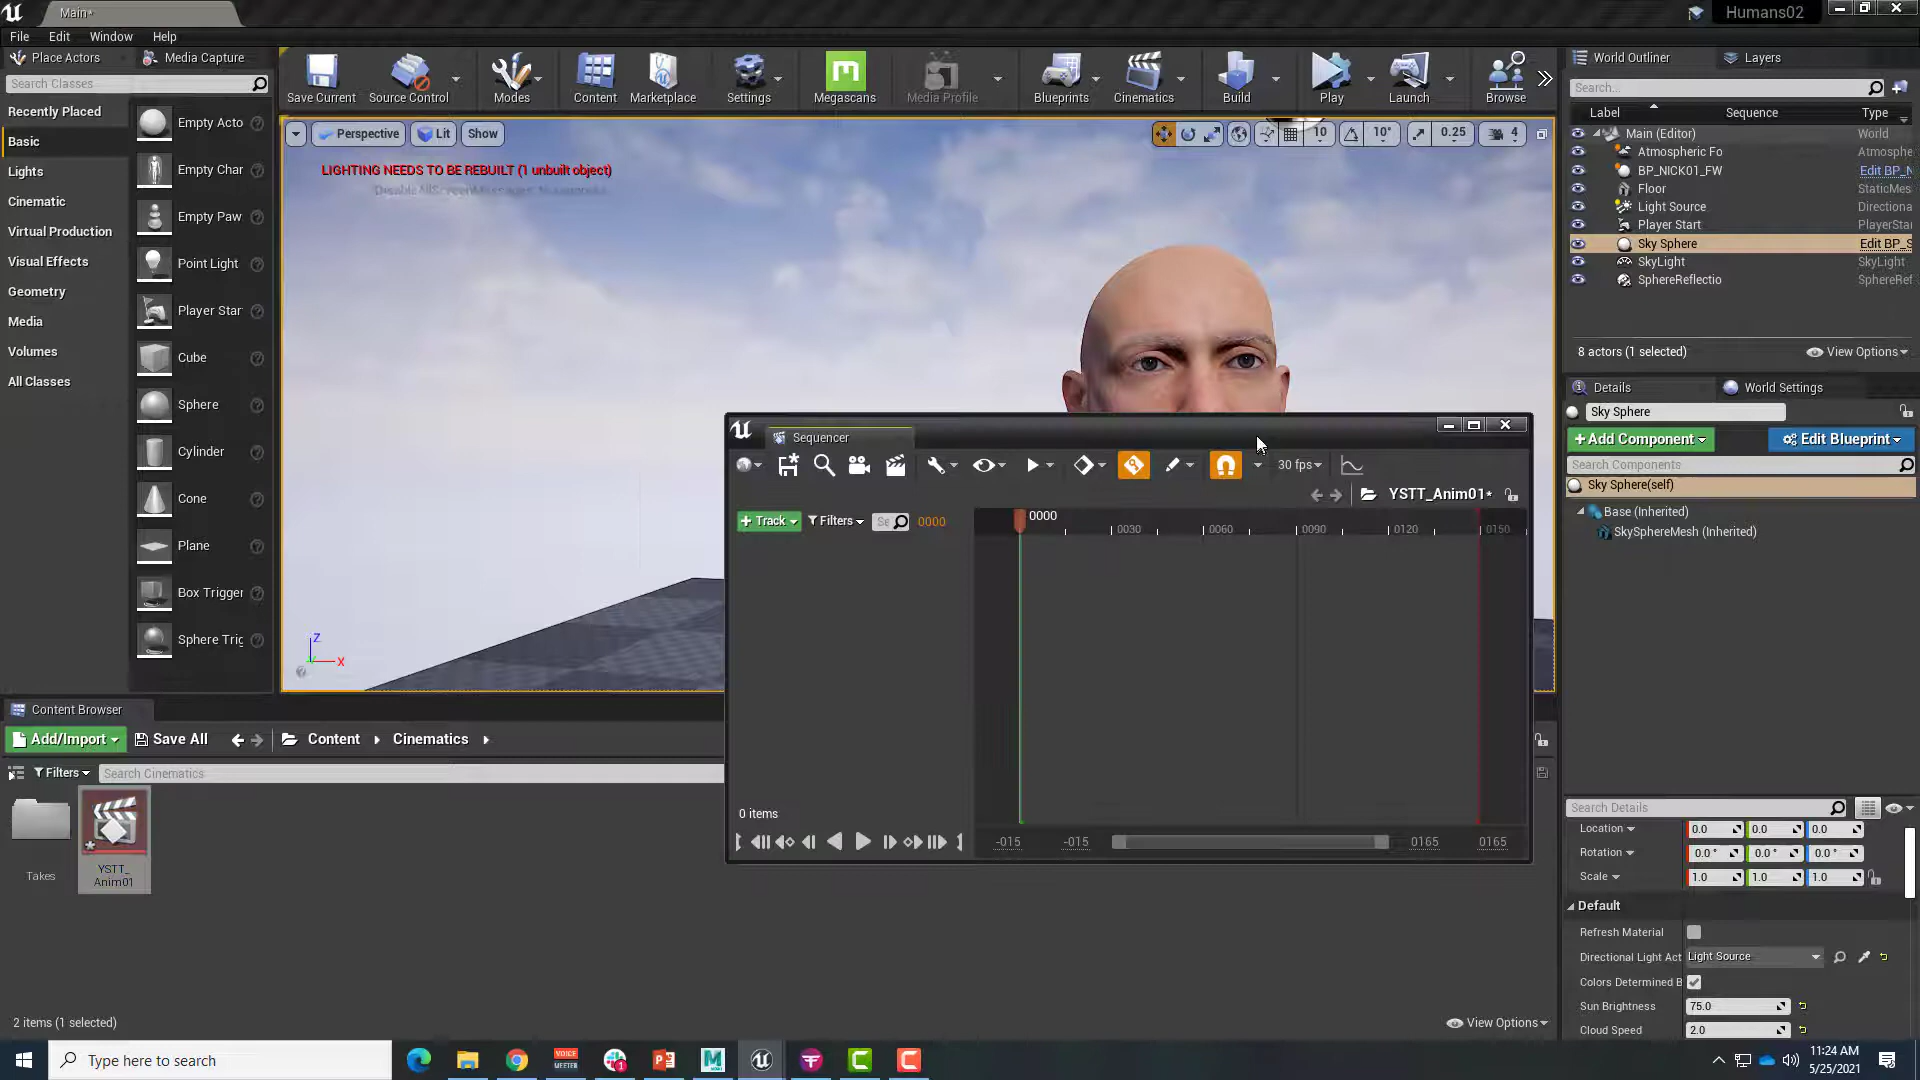 Main*
Humans02
File Edit Window Help
Place Actors
Media Capture
Search Classes
Recently Placed
Basic
Lights
Cinematic
Virtual Production
Visual Effects
Geometry
Media
Volumes
All Classes
Empty Acto
Empty Char
Empty Paw
Point Light
Player Star
Cube
Sphere
Cylinder
Cone
Plane
Box Trigger
Sphere Tric
Save Current
Source Control
Modes
Content
Marketplace
Settings
Megascans
Media Profile
Blueprints
Cinematics
Build
Play
Launch
Browse
Perspective
Lit
Show
10
10°
0.25
4
LIGHTING NEEDS TO BE REBUILT (1 unbuilt object)
Z
X
World Outliner
Layers
Search...
Label Sequence Type
Main (Editor) World
Atmospheric Fo Atmosphe
BP_NICK01_FW Edit BP_N
Floor StaticMes
Light Source Directiona
Player Start PlayerStar
Sky Sphere Edit BP_S
SkyLight SkyLight
SphereReflectio SphereRef
8 actors (1 selected)
View Options
Details
World Settings
Sky Sphere
+Add Component
Edit Blueprint
Search Components
Sky Sphere(self)
Base (Inherited)
SkySphereMesh (Inherited)
Search Details
Location 0.0 0.0 0.0
Rotation 0.0 ° 0.0 ° 0.0 °
Scale 1.0 1.0 1.0
Default
Refresh Material
Directional Light Act Light Source
Colors Determined B
Sun Brightness 75.0
Cloud Speed 2.0
Sequencer
30 fps
YSTT_Anim01*
+ Track
Filters
Se
0000
0000
0030 0060 0090 0120 0150
0 items
-015 -015 0165 0165
Content Browser
Add/Import
Save All
Content
Cinematics
Filters
Search Cinematics
Takes
YSTT_
Anim01
2 items (1 selected)
View Options
Type here to search
VOICE
MEETER
1
11:24 AM
5/25/2021